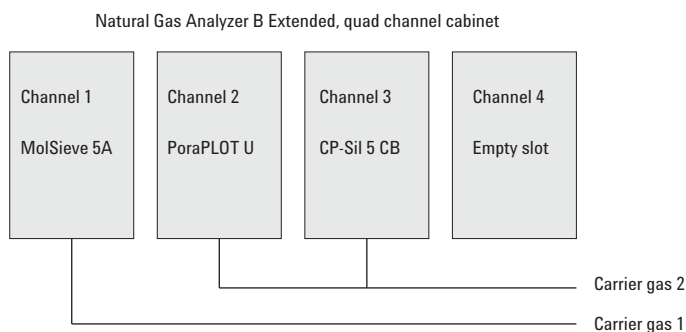 Natural Gas Analyzer B Extended, quad channel cabinet
Channel 1
MolSieve 5A
Channel 2
PoraPLOT U
Channel 3
CP-Sil 5 CB
Channel 4
Empty slot
Carrier gas 2
Carrier gas 1